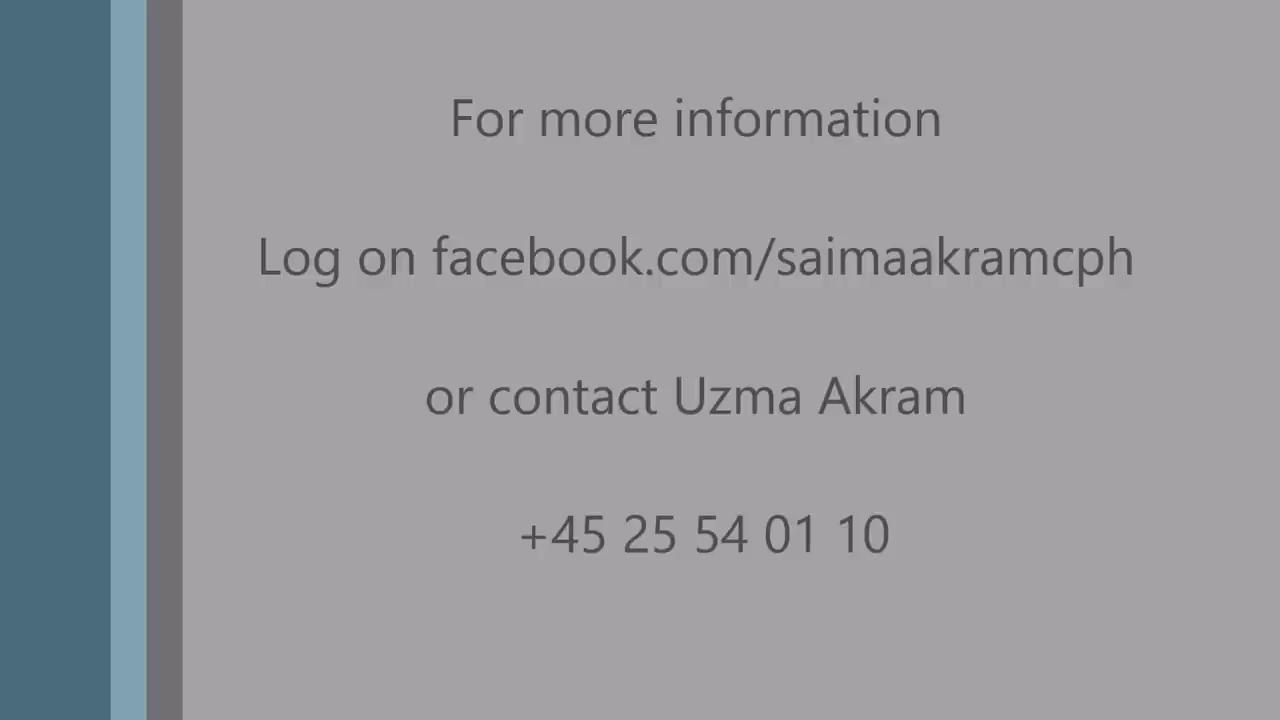 For more information
Log on facebook.com/saimaakramcph
or contact Uzma Akram
+45 25 54 01 10